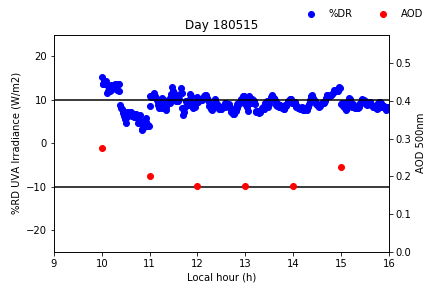 %DR AOD
Day 180515
%RD UVA Irradiance (W/m2)
20
10
0
−10
−20
AOD 500nm
0.5
0.4
0.3
0.2
0.1
0.0
9 10 11 12 13 14 15 16
Local hour (h)